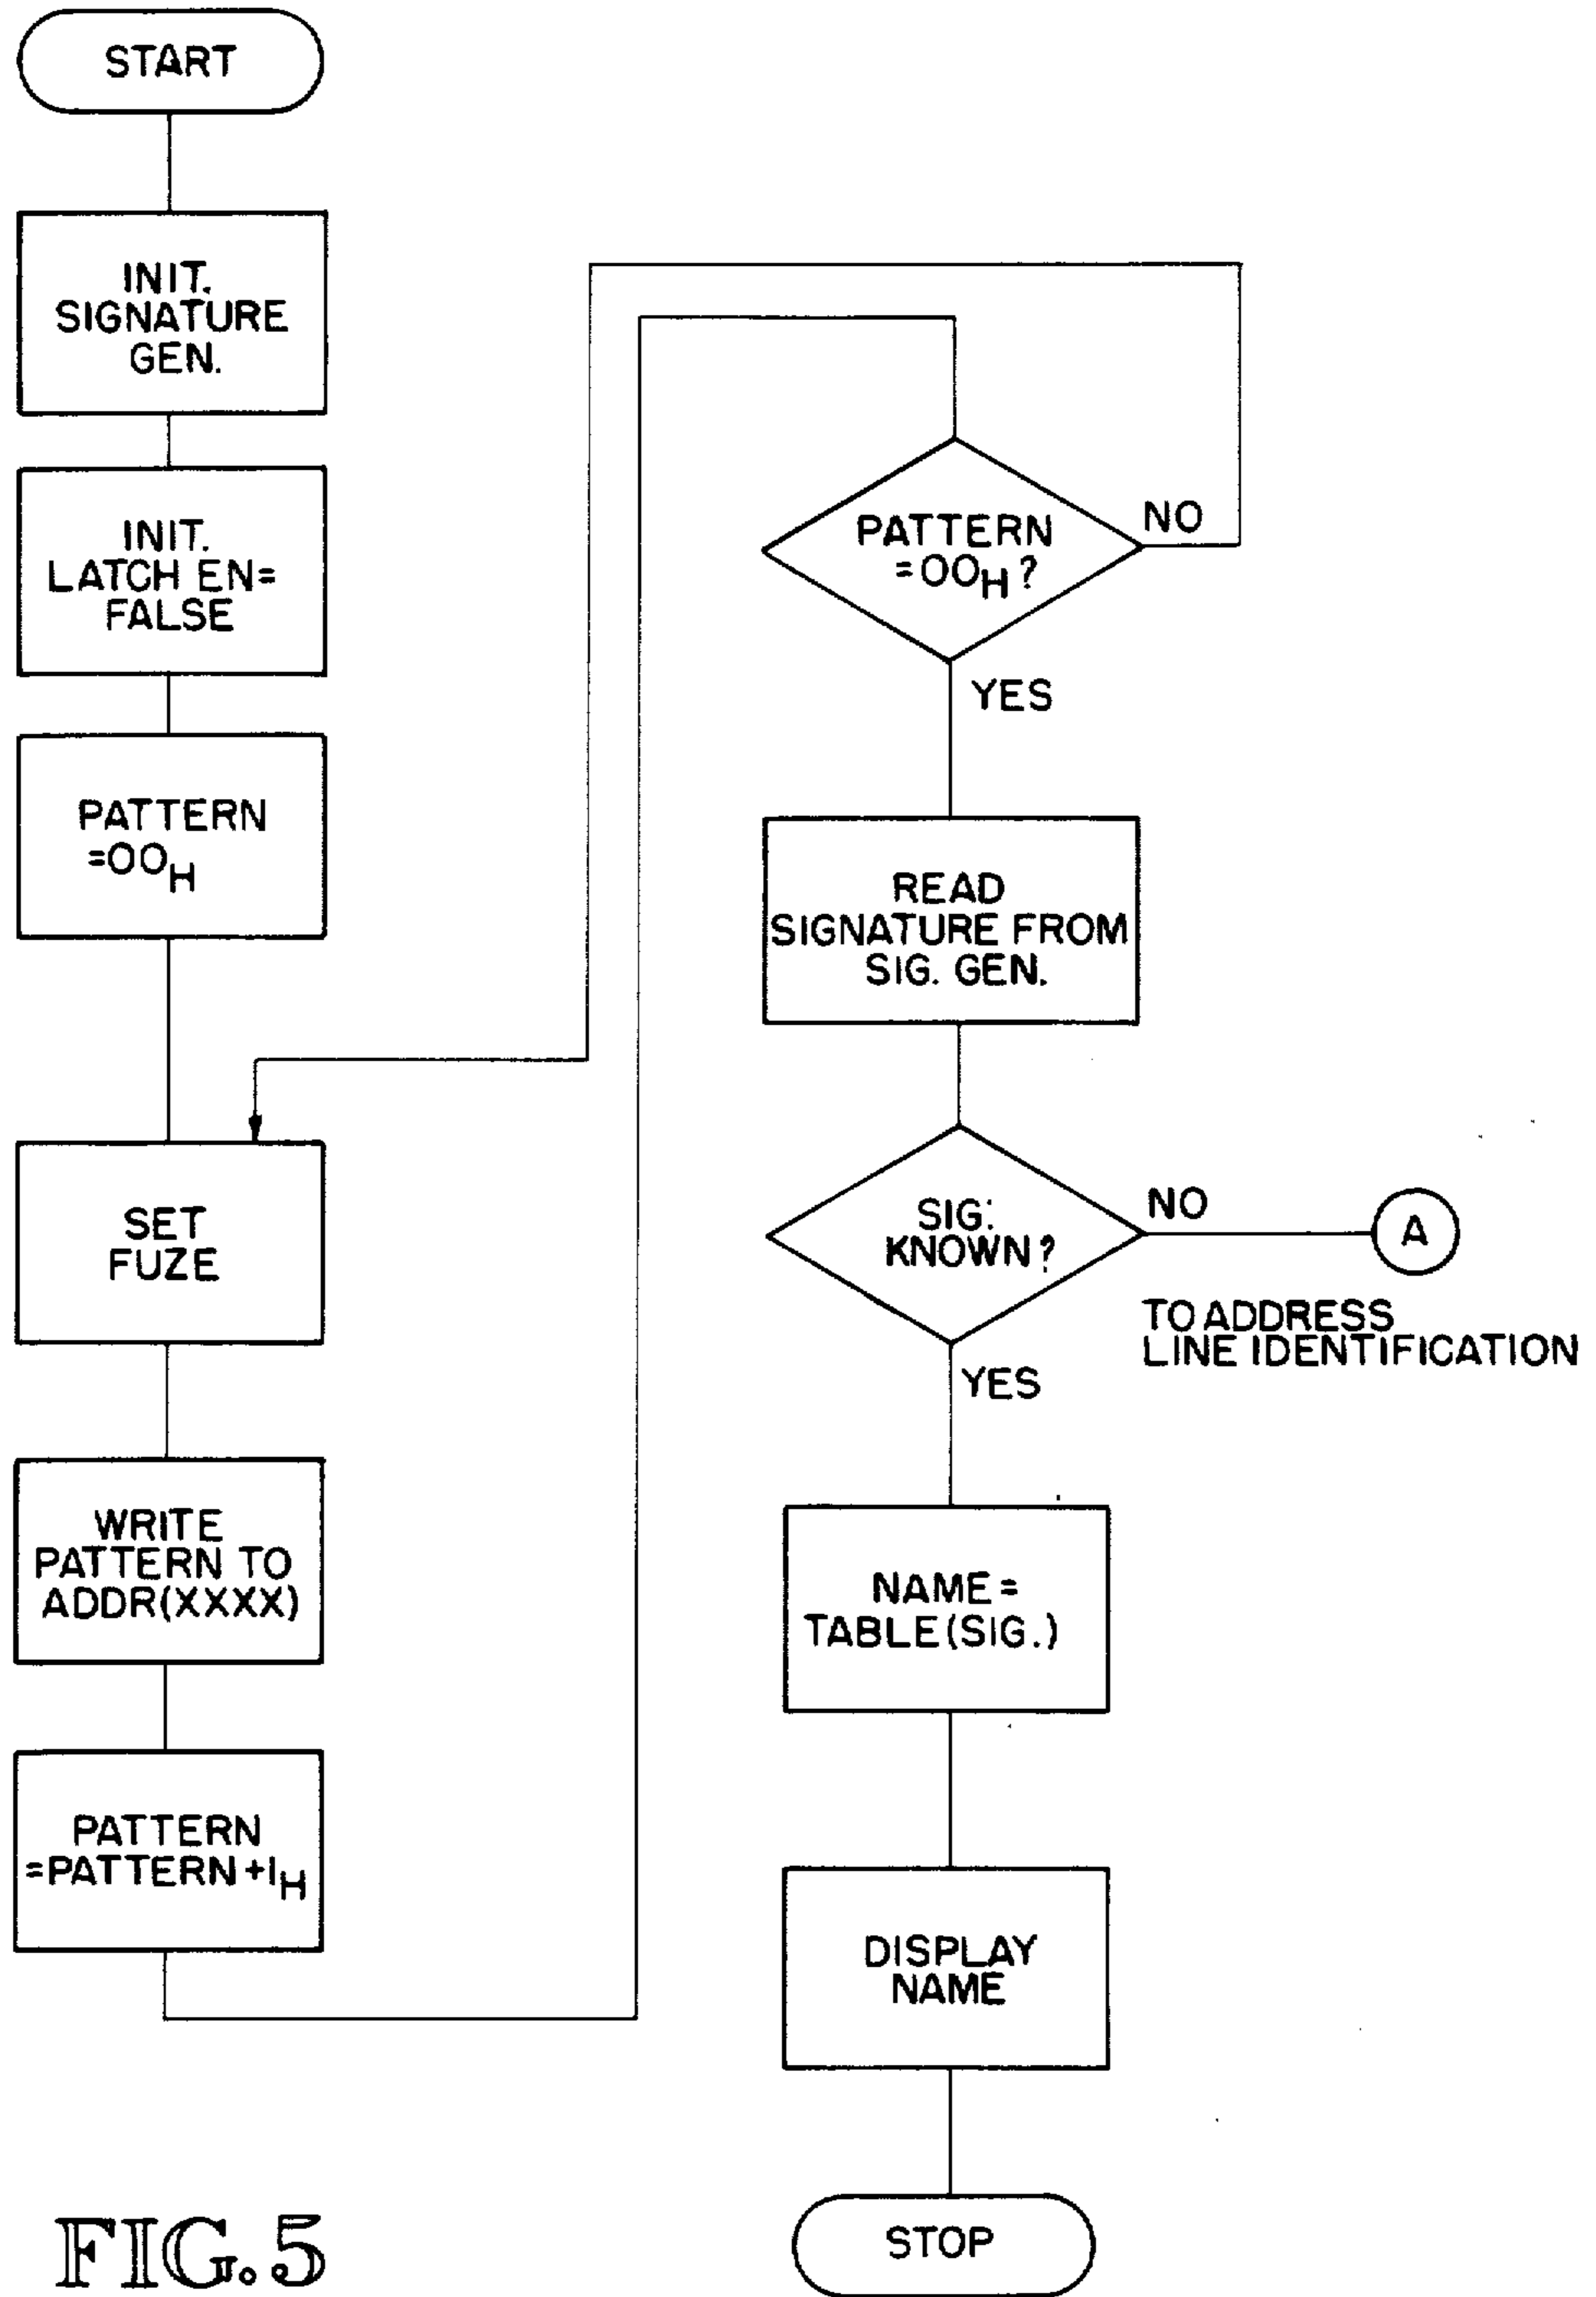 START
INIT.
SIGNATURE
GEN.
INIT.
LATCH EN=
FALSE
PATTERN
=00H
SET
FUZE
WRITE
PATTERN TO
ADDR(XXXX)
PATTERN
=PATTERN+1H
PATTERN
=00H?
NO
YES
READ
SIGNATURE FROM
SIG. GEN.
SIG.
KNOWN?
NO
A
TO ADDRESS
LINE IDENTIFICATION
YES
NAME=
TABLE(SIG.)
DISPLAY
NAME
STOP
FIG.5